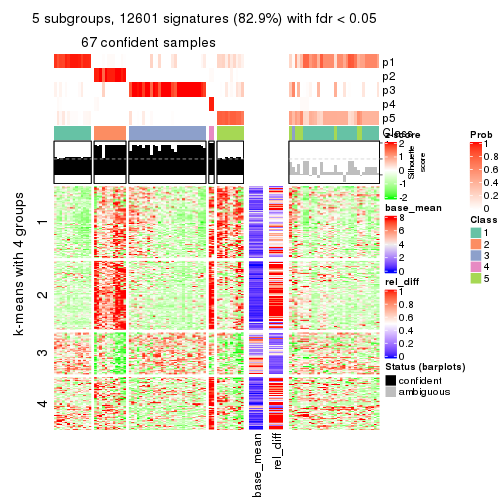 5 subgroups, 12601 signatures (82.9%) with fdr < 0.05
67 confident samples
p1
p2
p3
p4
p5
Class
k-means with 4 groups
1
2
3
4
base_mean
rel_diff
Silhouette
score
z-score
2
1
0
-1
-2
base_mean
8
6
4
2
0
rel_diff
1
0.8
0.6
0.4
0.2
0
Status (barplots)
confident
ambiguous
Prob
1
0.8
0.6
0.4
0.2
0
Class
1
2
3
4
5